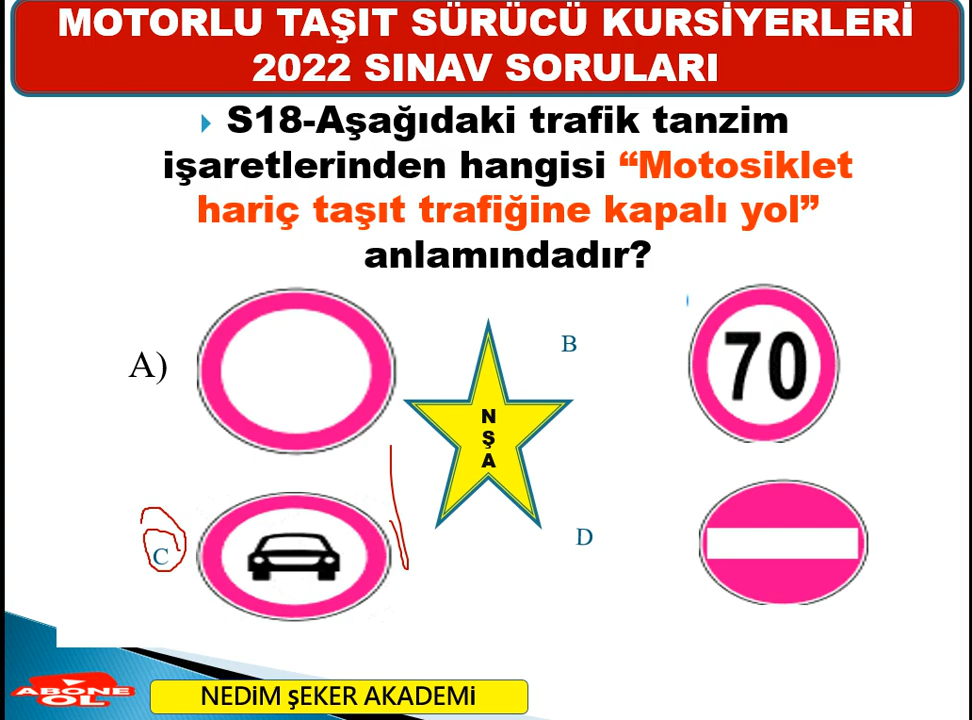 MOTORLU TAŞIT SÜRÜCÜ KURSİYERLERİ
2022 SINAV SORULARI
S18-Aşağıdaki trafik tanzim
işaretlerinden hangisi “Motosiklet
hariç taşıt trafiğine kapalı yol”
anlamındadır?
A)
B
70
N
Ş
A
C
D
ABONE
OL
NEDİM ŞEKER AKADEMİ